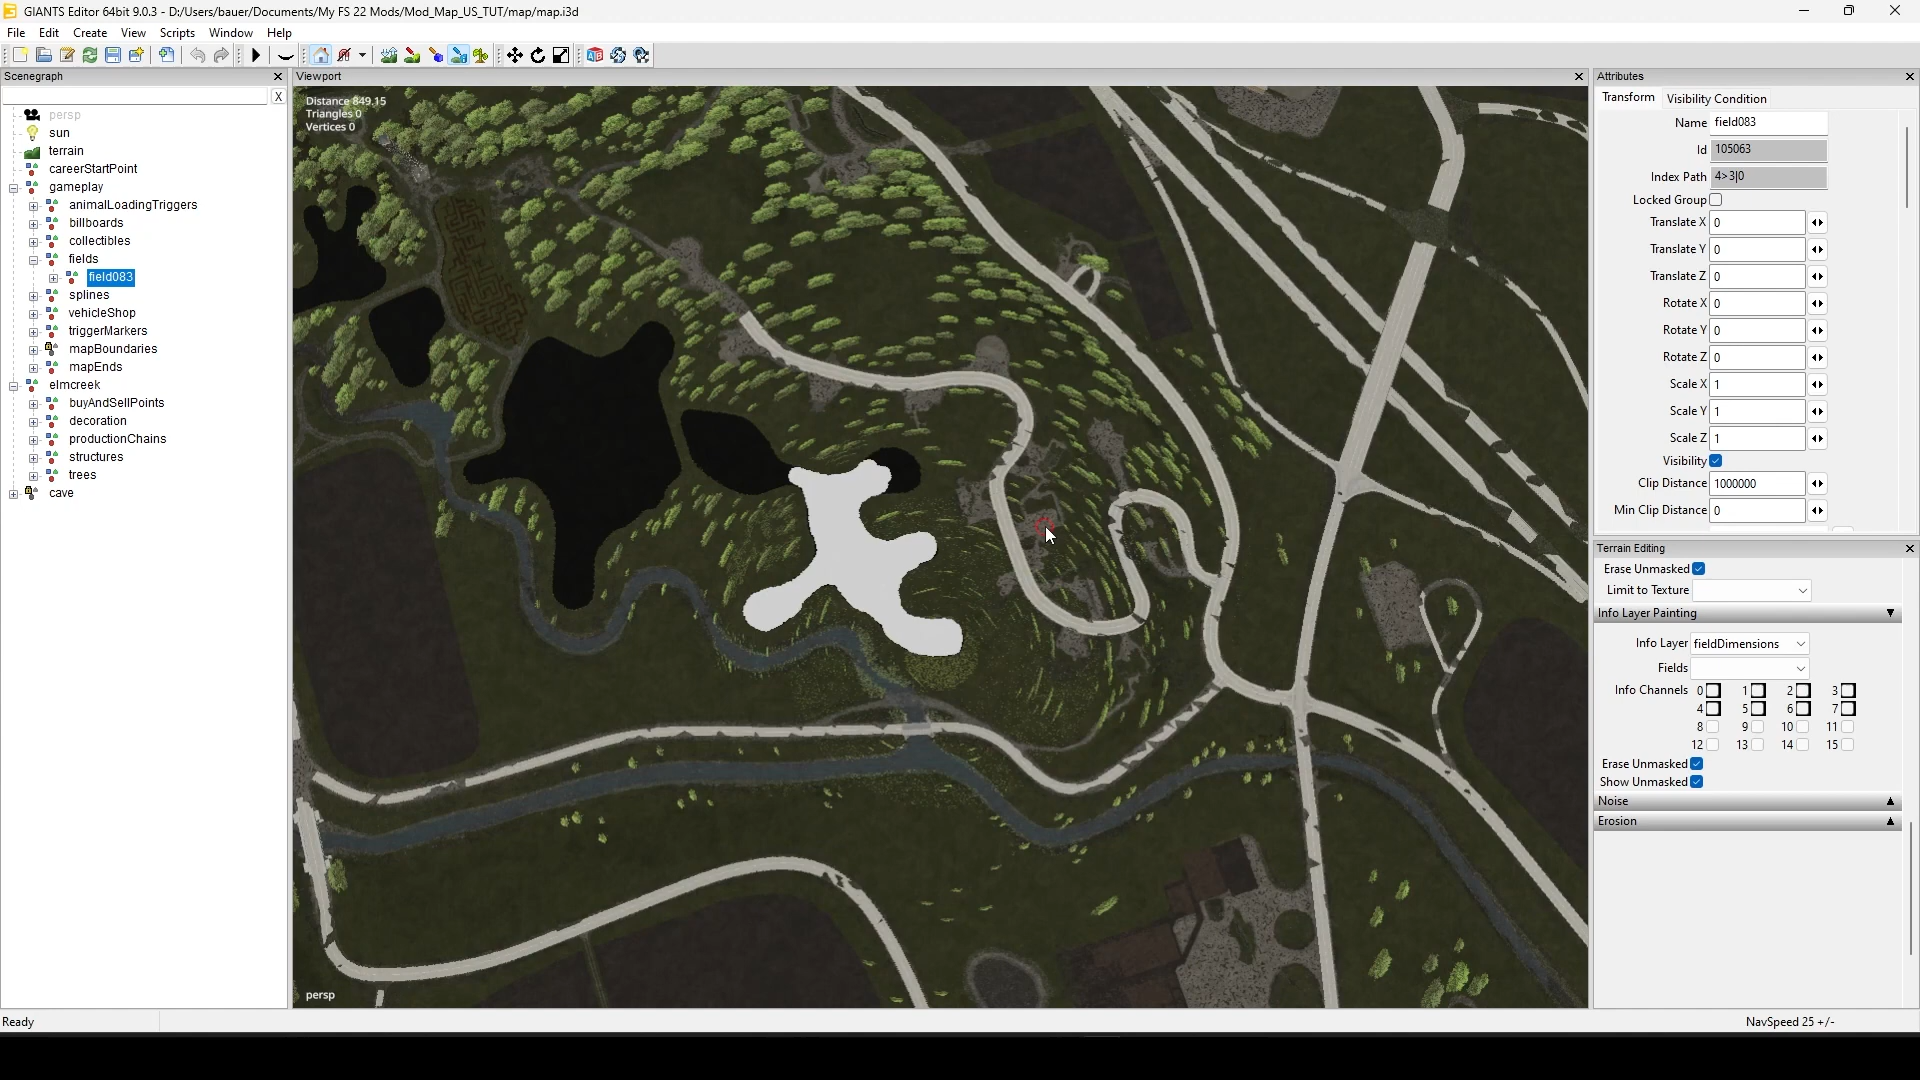 GIANTS Editor 64bit 9.0.3 - D:/Users/bauer/Documents/My FS 22 Mods/Mod_Map_US_TUT/map/map.i3d
File Edit Create View Scripts Window Help
Scenegraph
X
persp
sun
terrain
careerStartPoint
gameplay
animalLoadingTriggers
billboards
collectibles
fields
field083
splines
vehicleShop
triggerMarkers
mapBoundaries
mapEnds
elmcreek
buyAndSellPoints
decoration
productionChains
structures
trees
cave
Viewport
Distance 849.15
Triangles 0
Vertices 0
persp
Attributes
Transform Visibility Condition
Name field083
Id 105063
Index Path 4>3|0
Locked Group
Translate X 0
Translate Y 0
Translate Z 0
Rotate X 0
Rotate Y 0
Rotate Z 0
Scale X 1
Scale Y 1
Scale Z 1
Visibility
Clip Distance 1000000
Min Clip Distance 0
Terrain Editing
Erase Unmasked
Limit to Texture
Info Layer Painting
Info Layer fieldDimensions
Fields
Info Channels 0 1 2 3
4 5 6 7
8 9 10 11
12 13 14 15
Erase Unmasked
Show Unmasked
Noise
Erosion
Ready
NavSpeed 25 +/-